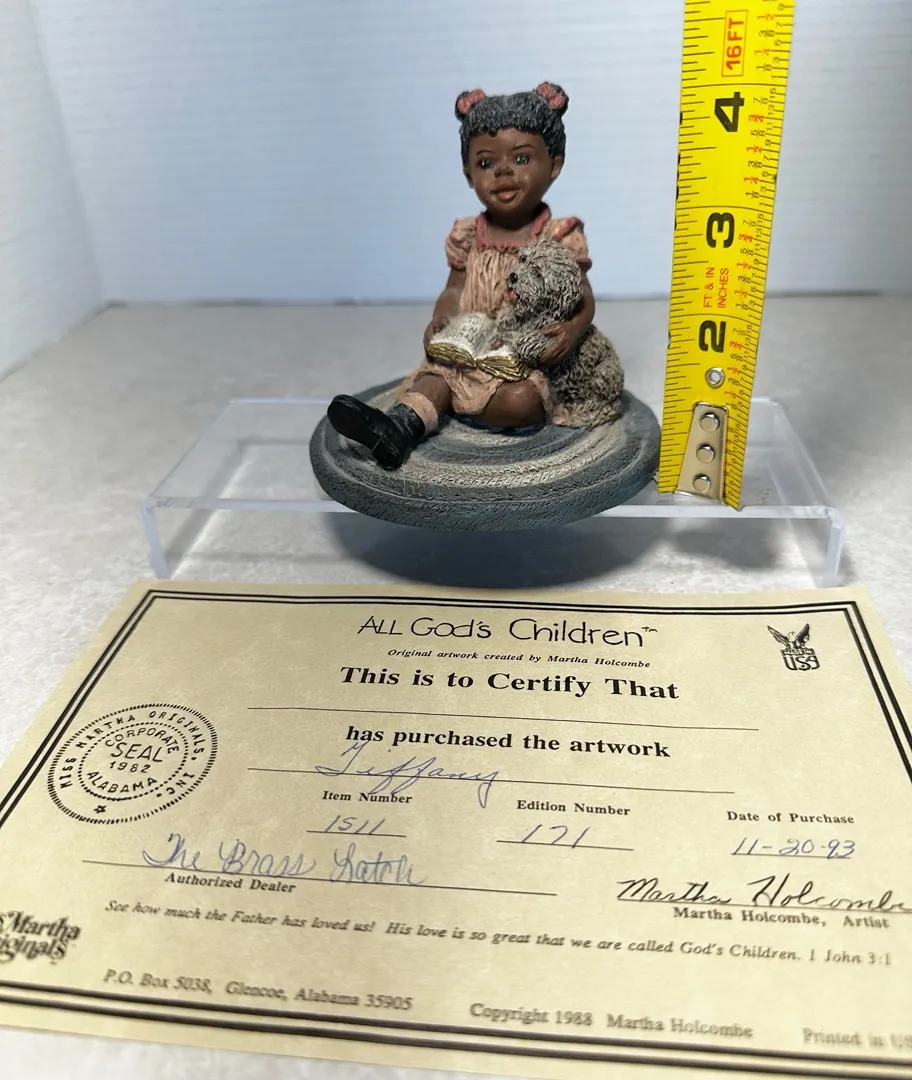 16FT
4
3
FT & IN
INCHES
2
ALL God's Children™
Original artwork created by Martha Holcombe
USA
This is to Certify That
has purchased the artwork
Tiffany
MISS MARTHA ORIGINALS, INC.
CORPORATE
SEAL
1982
ALABAMA
Item Number
Edition Number
Date of Purchase
1511
171
11-20-93
The Brass Latch
Authorized Dealer
Martha Holcombe
Martha Holcombe, Artist
Martha
See how much the Father has loved us! His love is so great that we are called God's Children. 1 John 3:1
P.O. Box 5038, Glencoe, Alabama 35905
Copyright 1988 Martha Holcombe
Printed in US